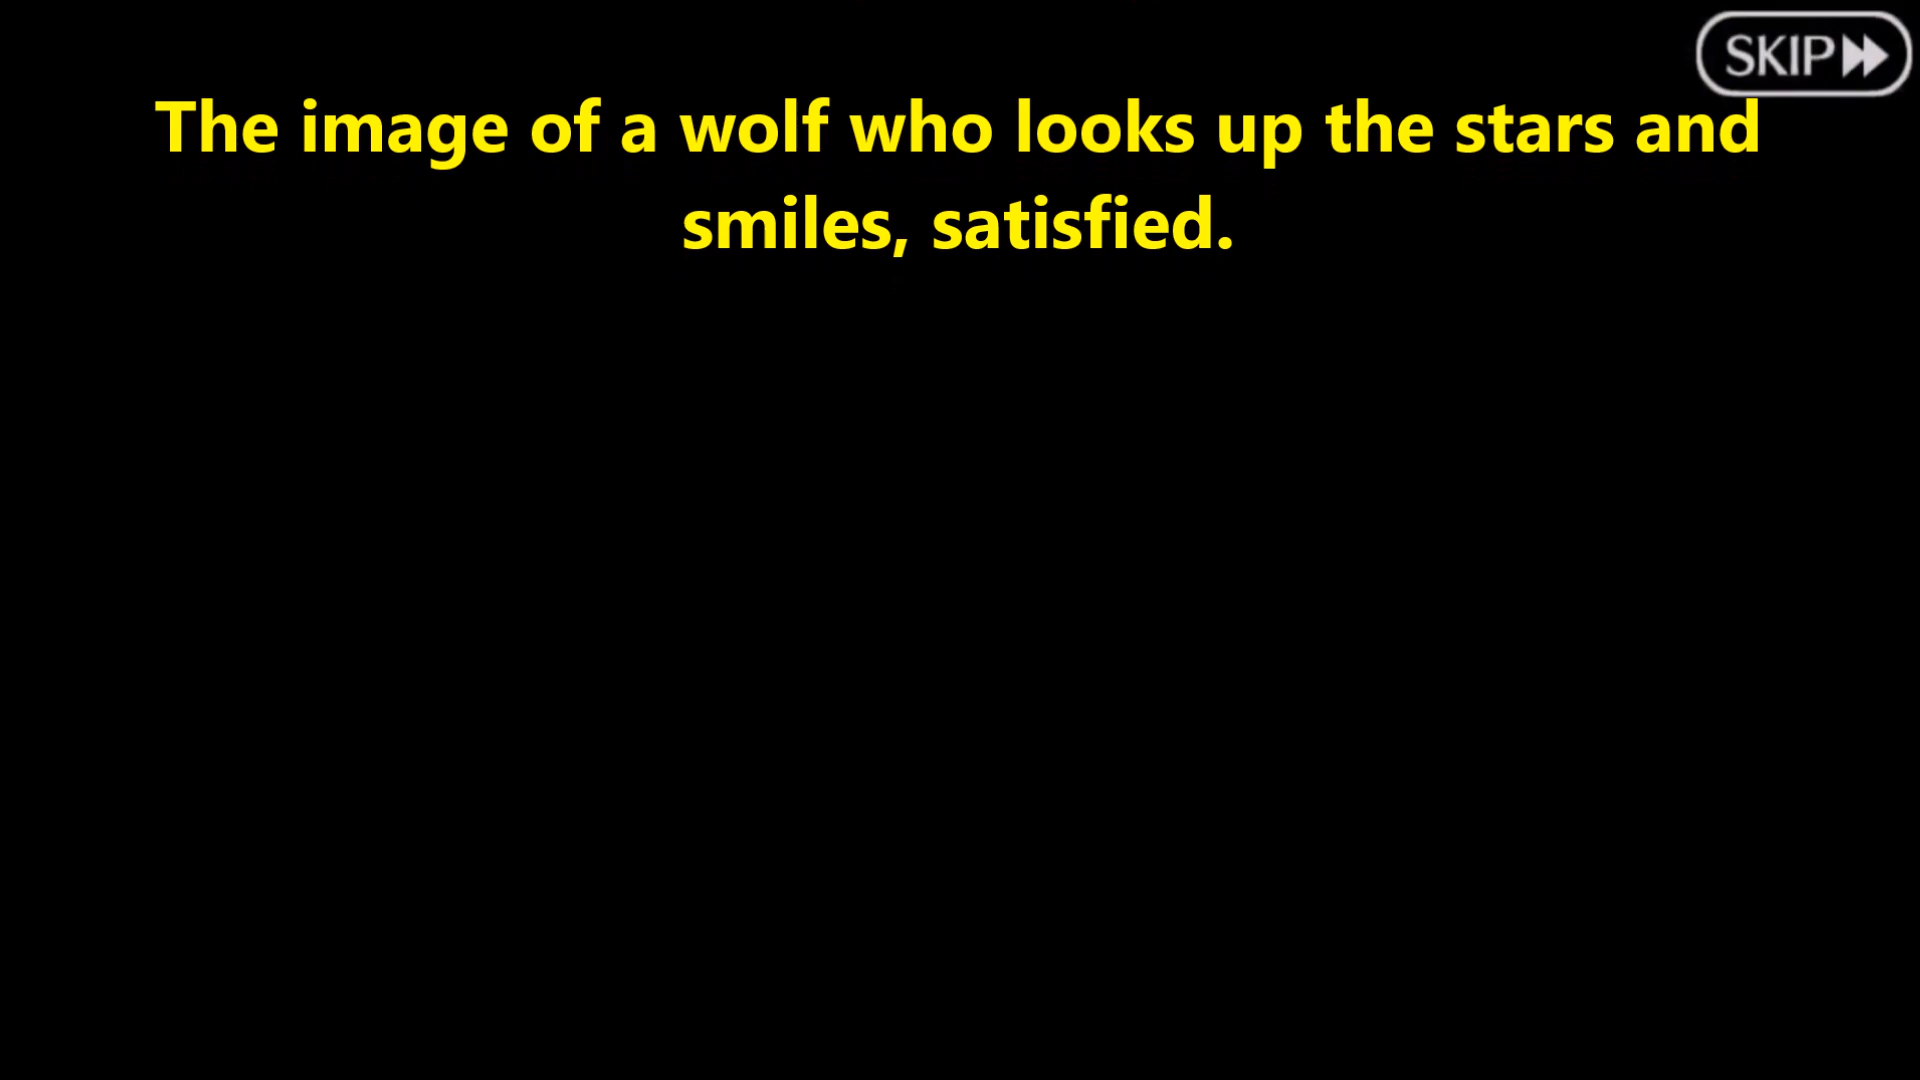 SKIP
The image of a wolf who looks up the stars and
smiles, satisfied.